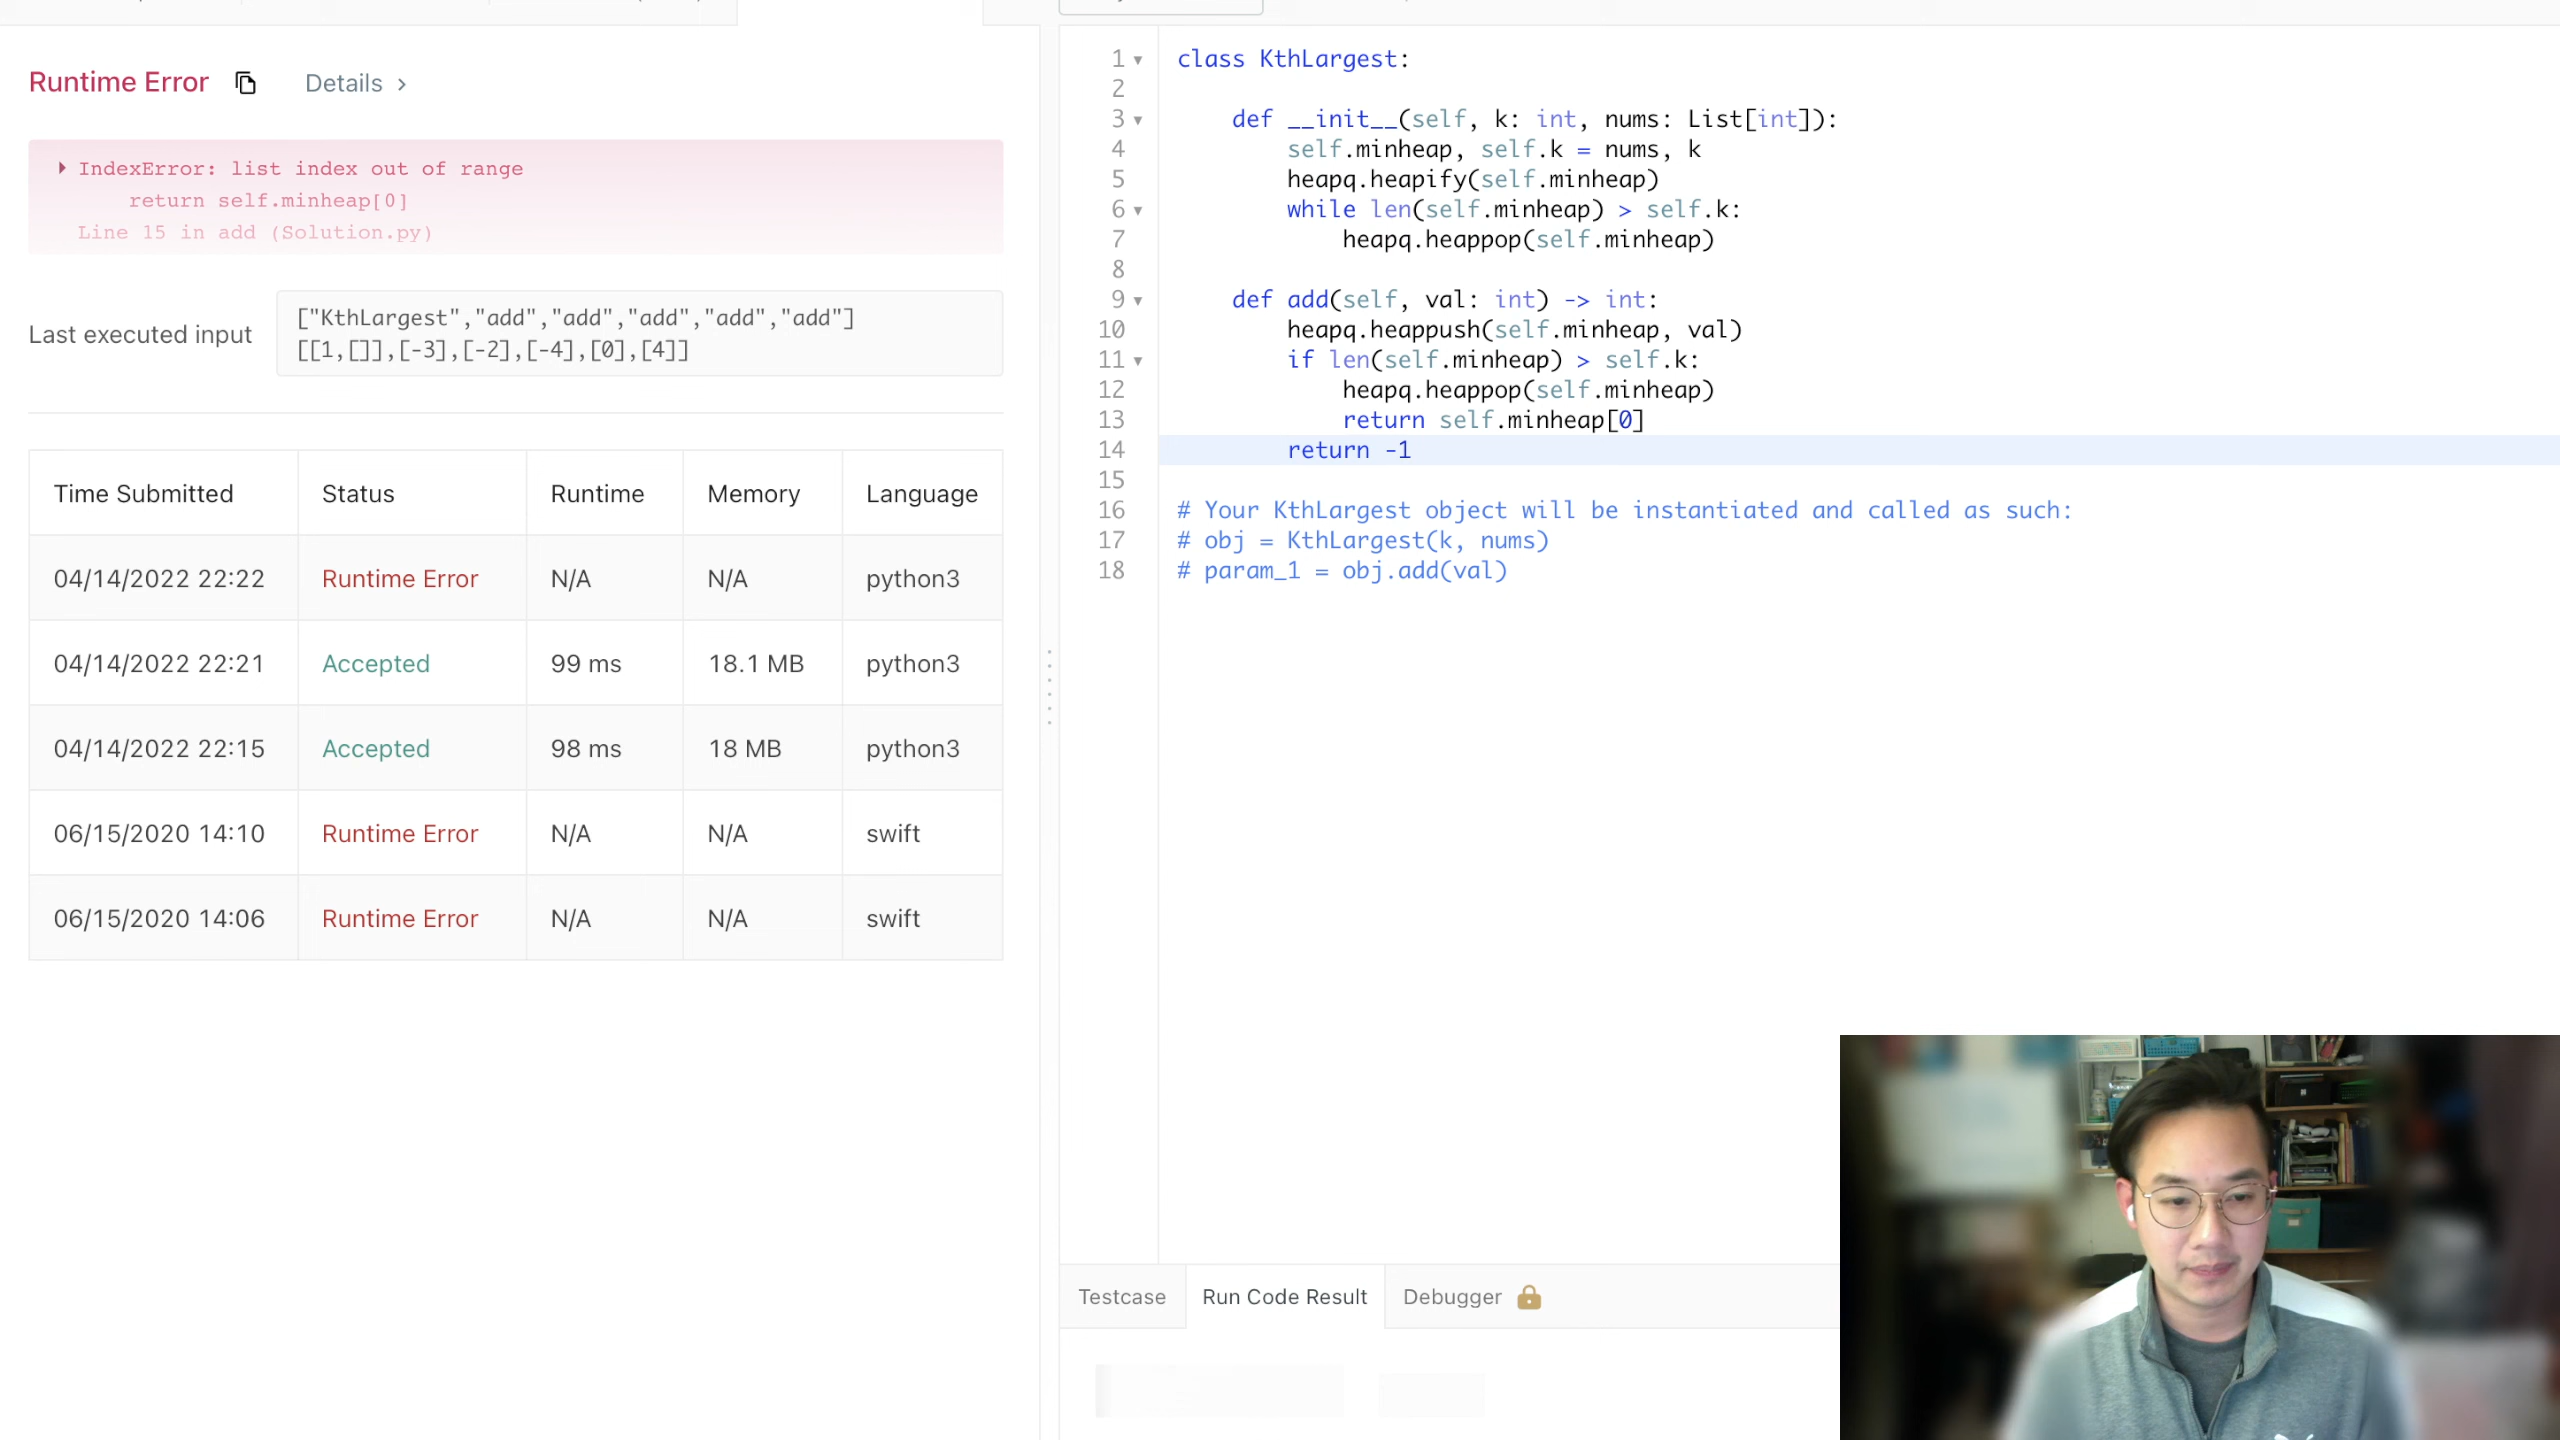 Runtime Error
Details >
IndexError: list index out of range
return self.minheap[0]
Line 15 in add (Solution.py)
Last executed input
["KthLargest","add","add","add","add","add"]
[[1,[]],[-3],[-2],[-4],[0],[4]]
Time Submitted Status Runtime Memory Language
04/14/2022 22:22 Runtime Error N/A N/A python3
04/14/2022 22:21 Accepted 99 ms 18.1 MB python3
04/14/2022 22:15 Accepted 98 ms 18 MB python3
06/15/2020 14:10 Runtime Error N/A N/A swift
06/15/2020 14:06 Runtime Error N/A N/A swift
1 class KthLargest:
2
3     def __init__(self, k: int, nums: List[int]):
4         self.minheap, self.k = nums, k
5         heapq.heapify(self.minheap)
6         while len(self.minheap) > self.k:
7             heapq.heappop(self.minheap)
8
9     def add(self, val: int) -> int:
10         heapq.heappush(self.minheap, val)
11         if len(self.minheap) > self.k:
12             heapq.heappop(self.minheap)
13             return self.minheap[0]
14         return -1
15
16 # Your KthLargest object will be instantiated and called as such:
17 # obj = KthLargest(k, nums)
18 # param_1 = obj.add(val)
Testcase Run Code Result Debugger